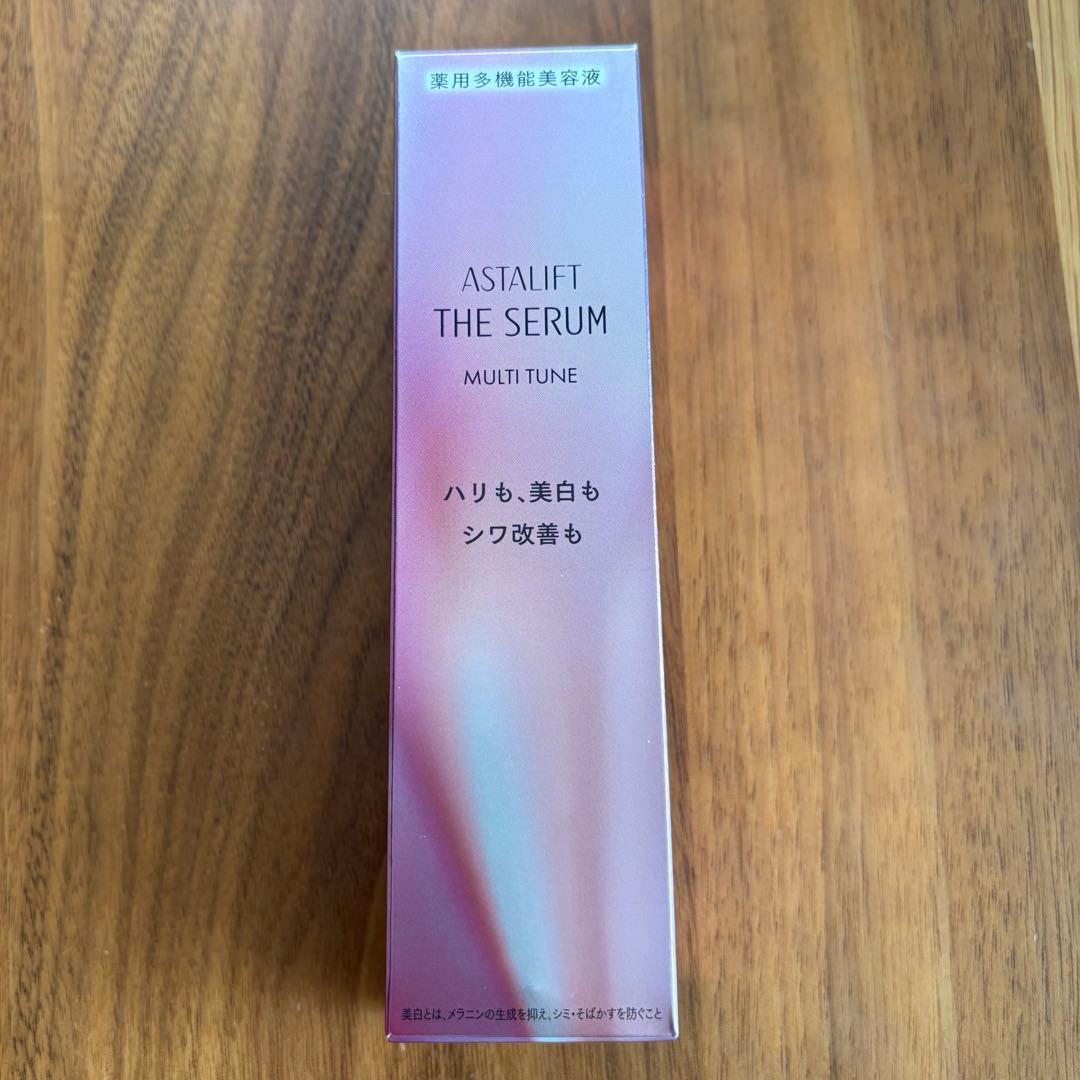 薬用多機能美容液
ASTALIFT
THE SERUM
MULTI TUNE
ハリも、美白も
シワ改善も
美白とは、メラニンの生成を抑え、シミ・そばかすを防ぐこと